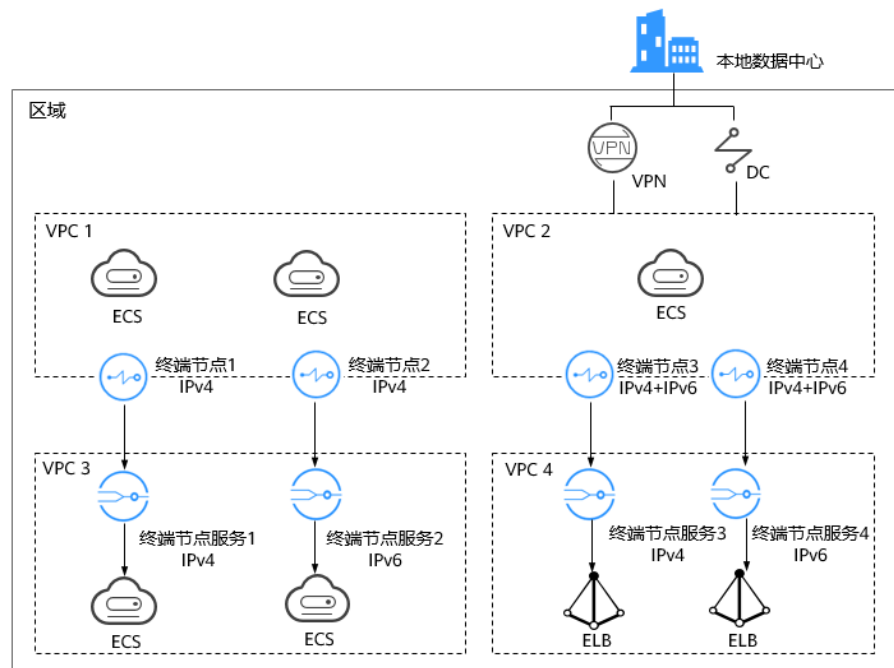 本地数据中心
区域
VPN
VPN
DC
VPC 1
ECS
ECS
VPC 2
ECS
终端节点1
IPv4
终端节点2
IPv4
终端节点3
IPv4+IPv6
终端节点4
IPv4+IPv6
VPC 3
终端节点服务1
IPv4
终端节点服务2
IPv6
ECS
ECS
VPC 4
终端节点服务3
IPv4
终端节点服务4
IPv6
ELB
ELB